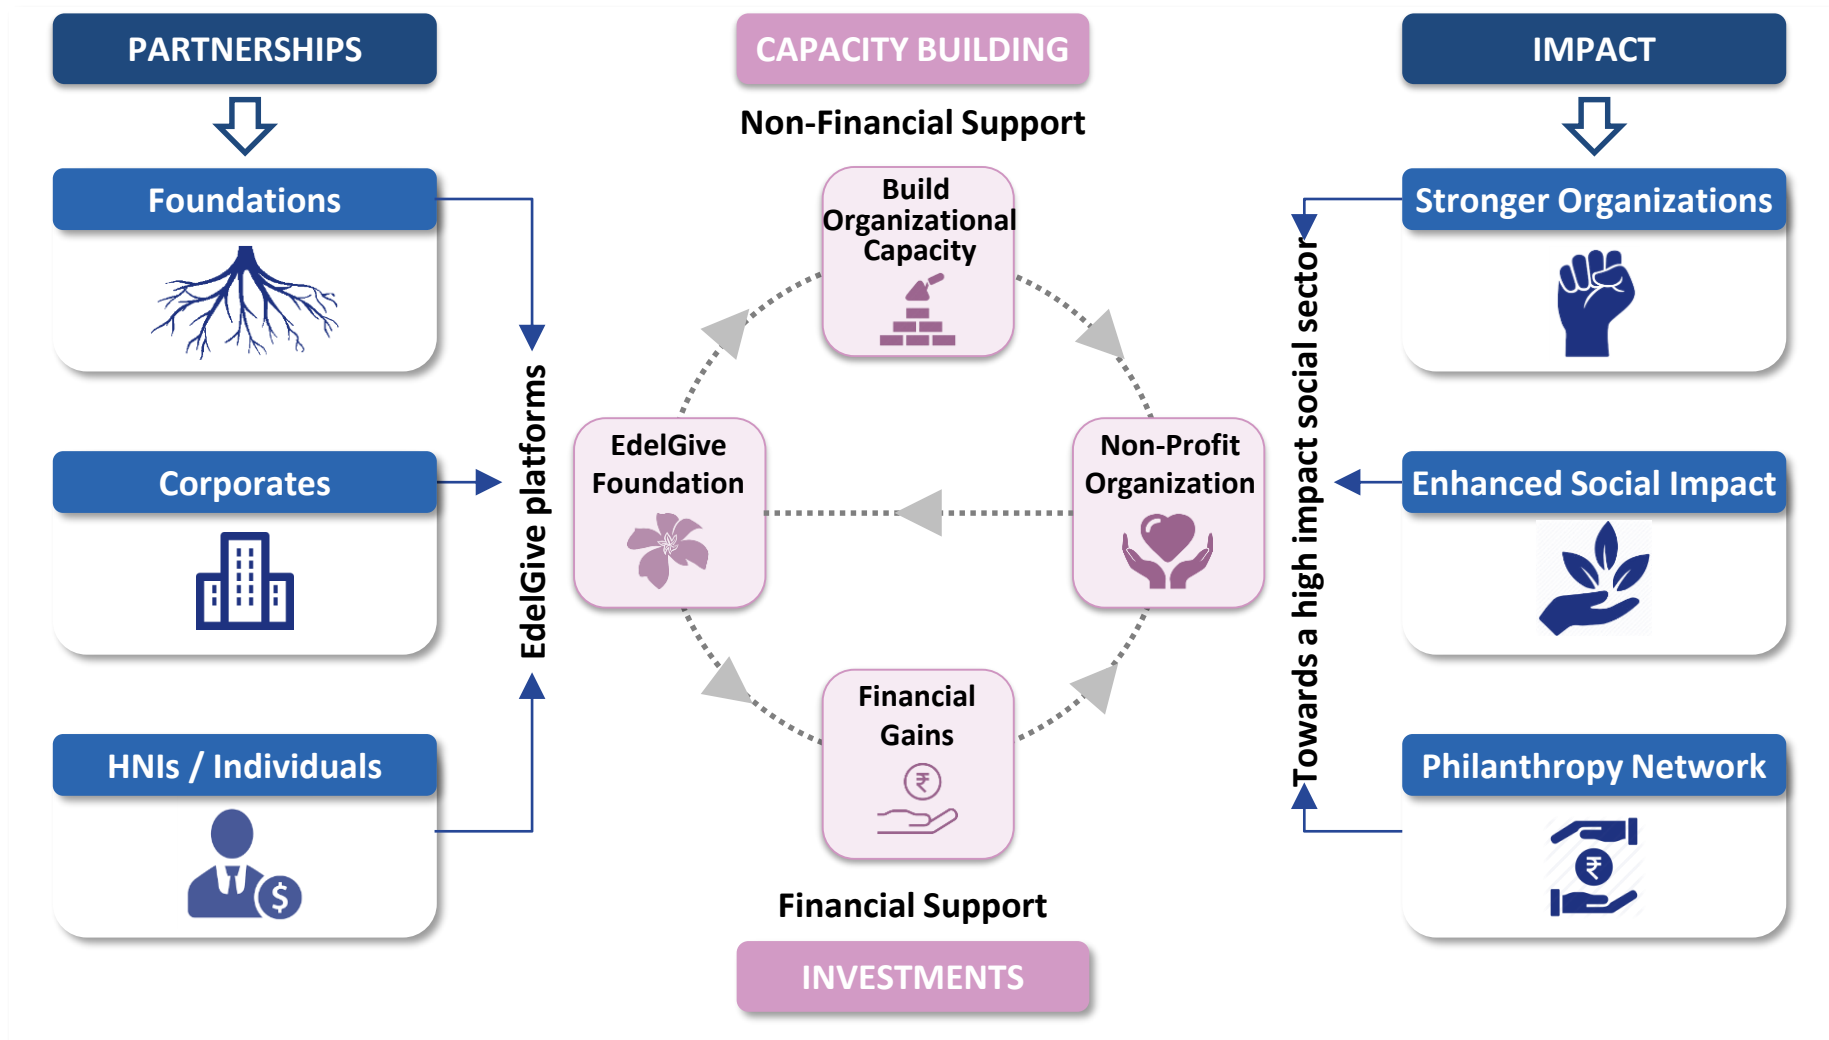 PARTNERSHIPS
Foundations
Corporates
HNIs / Individuals
$
EdelGive platforms
CAPACITY BUILDING
Non-Financial Support
Build
Organizational
Capacity
EdelGive
Foundation
Non-Profit
Organization
Financial
Gains
₹
Financial Support
INVESTMENTS
Towards a high impact social sector
IMPACT
Stronger Organizations
Enhanced Social Impact
Philanthropy Network
₹